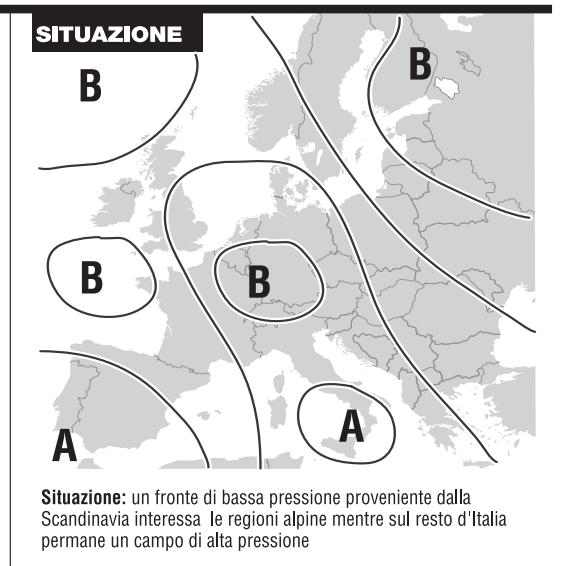 SITUAZIONE
B
B
B
B
A
A
Situazione: un fronte di bassa pressione proveniente dalla
Scandinavia interessa le regioni alpine mentre sul resto d'Italia
permane un campo di alta pressione